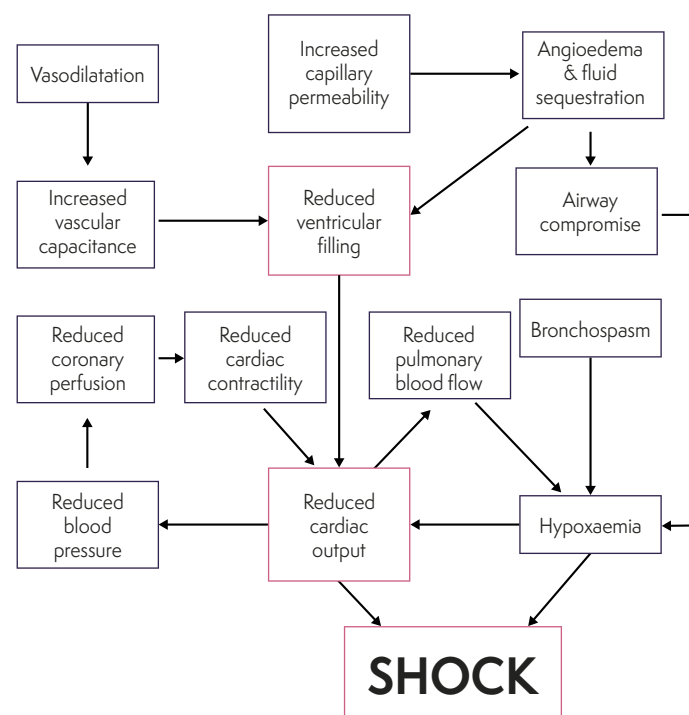 Vasodilatation
Increased
capillary
permeability
Angioedema
& fluid
sequestration
Increased
vascular
capacitance
Reduced
ventricular
filling
Airway
compromise
Reduced
coronary
perfusion
Reduced
cardiac
contractility
Reduced
pulmonary
blood flow
Bronchospasm
Reduced
blood
pressure
Reduced
cardiac
output
Hypoxaemia
SHOCK